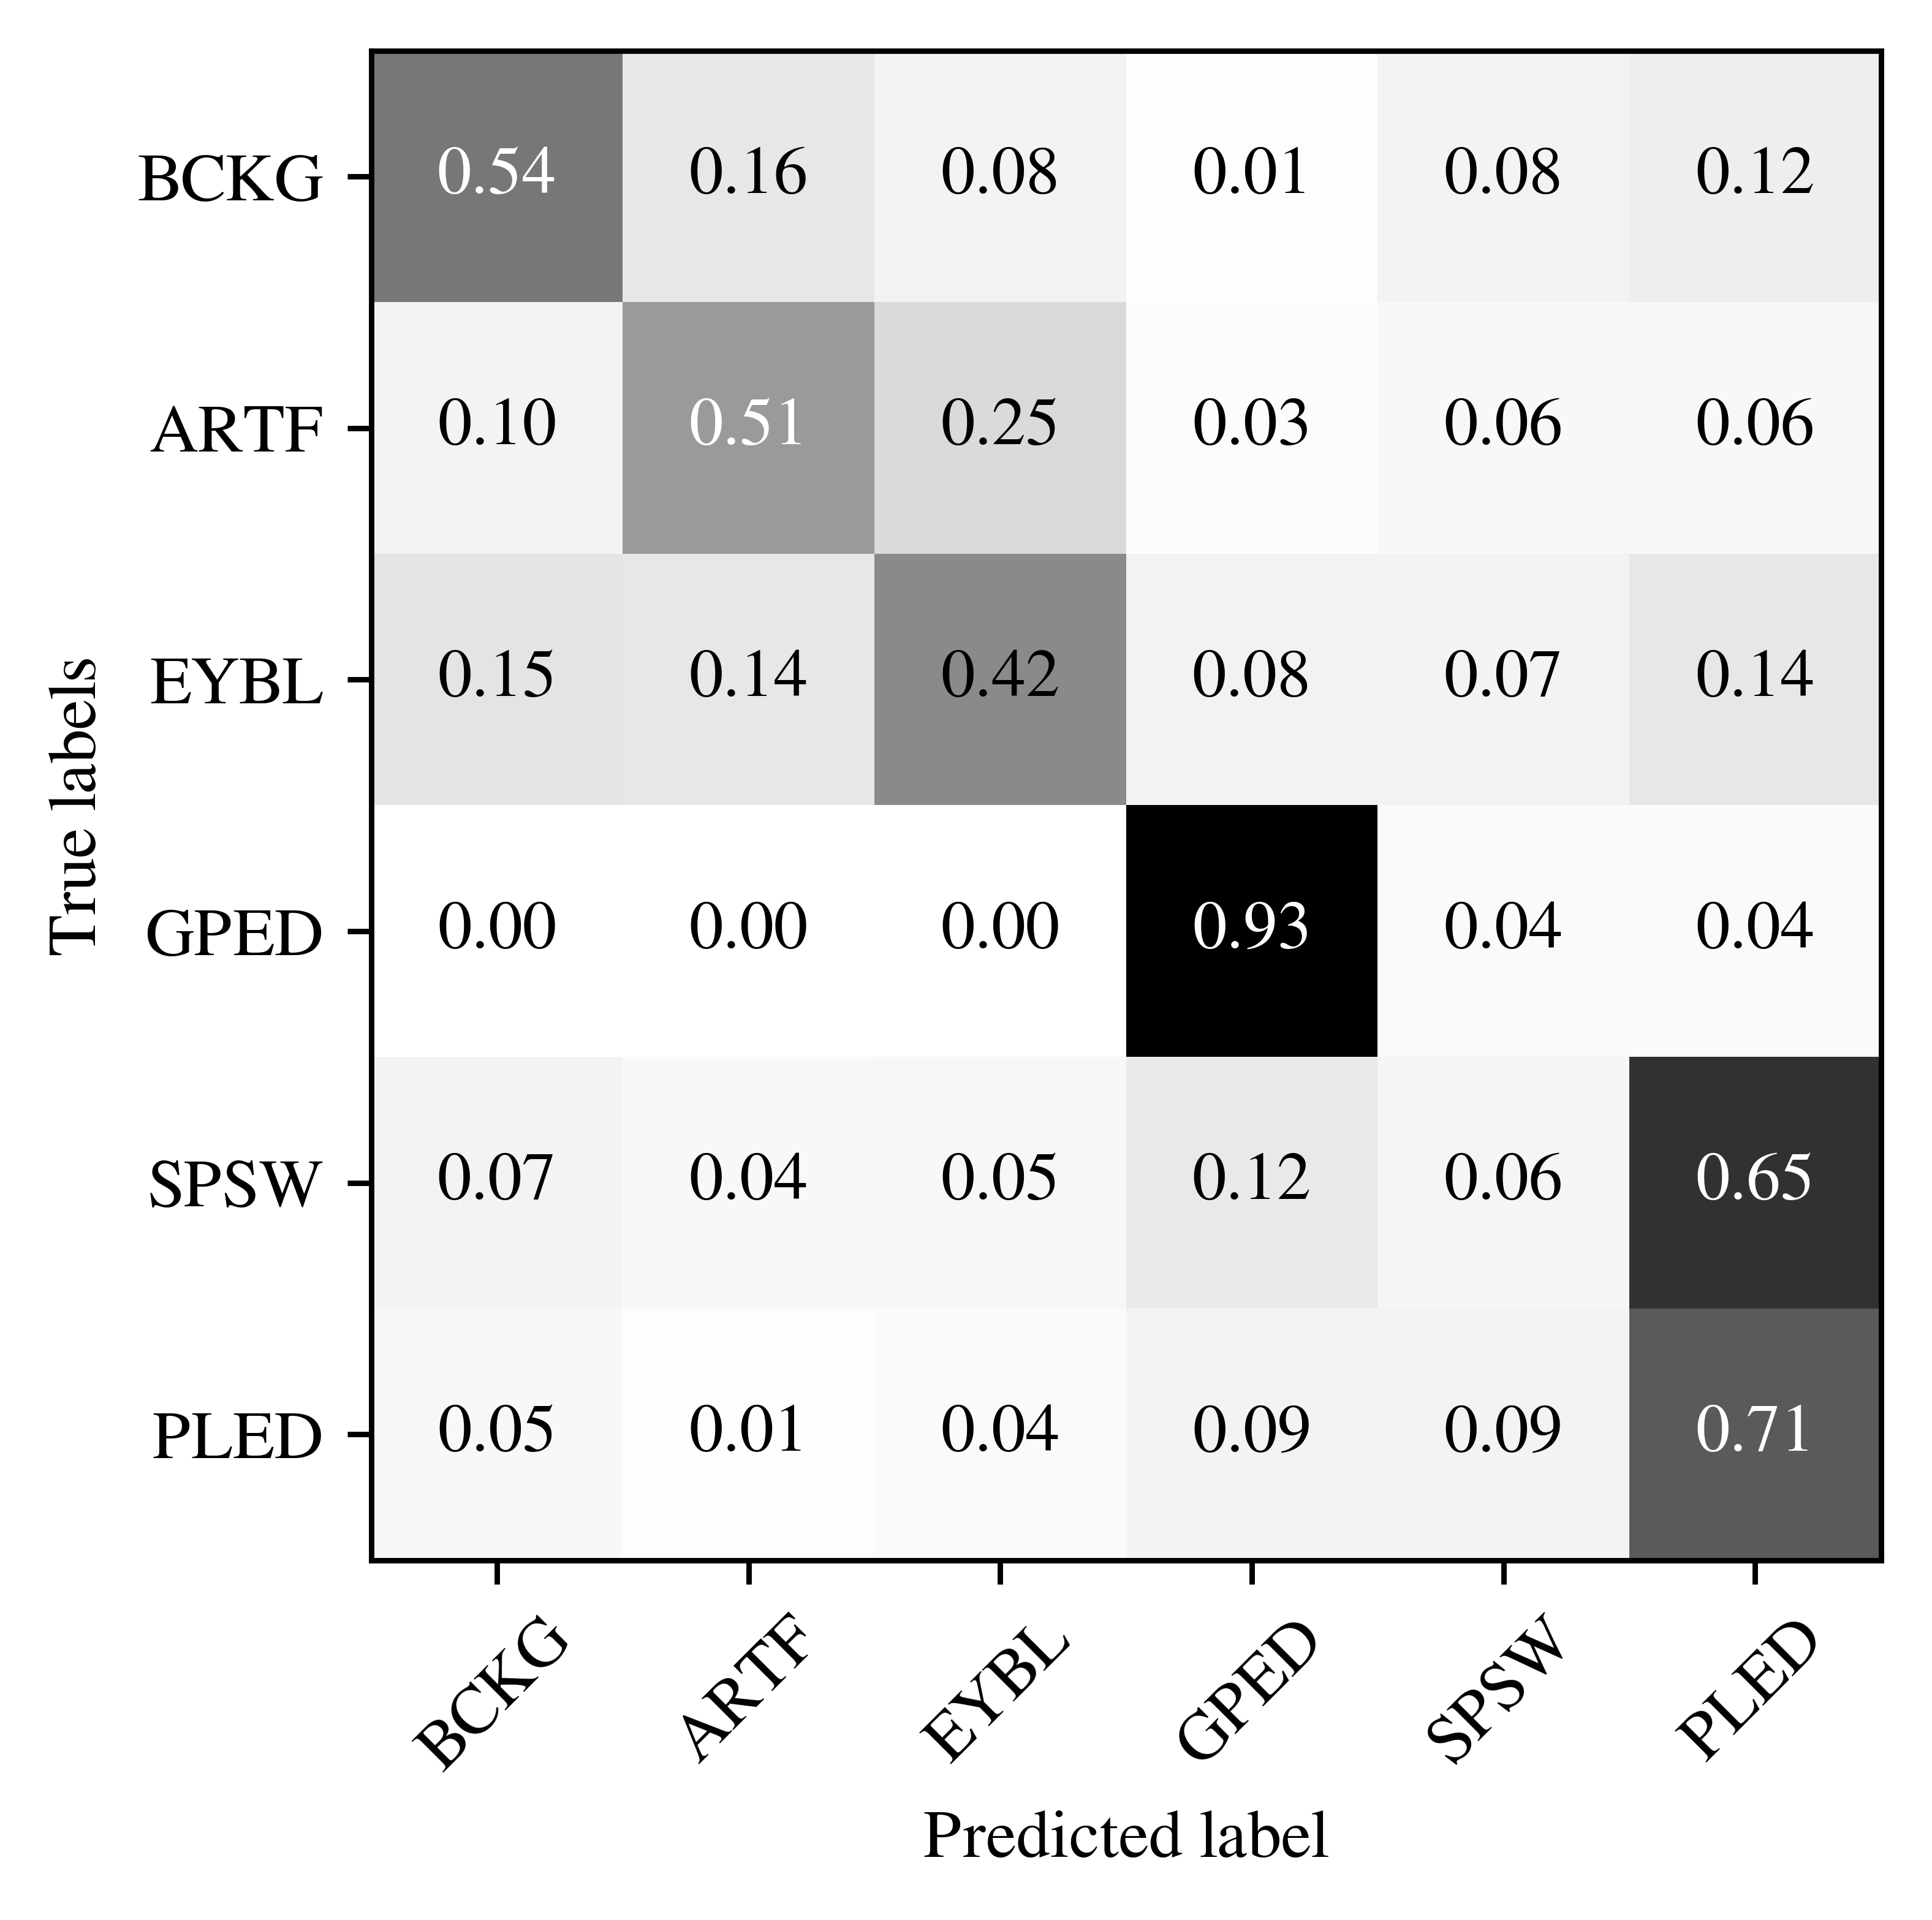 BCKG 0.54 0.16 0.08 0.01 0.08 0.12
ARTF 0.10 0.51 0.25 0.03 0.06 0.06
EYBL 0.15 0.14 0.42 0.08 0.07 0.14
GPED 0.00 0.00 0.00 0.93 0.04 0.04
SPSW 0.07 0.04 0.05 0.12 0.06 0.65
PLED 0.05 0.01 0.04 0.09 0.09 0.71
True labels
BCKG ARTF EYBL GPED SPSW PLED
Predicted label